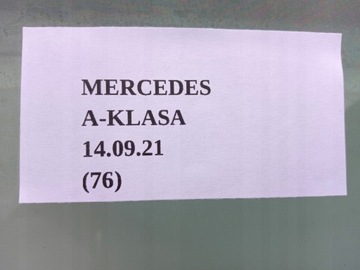 MERCEDES
A-KLASA
14.09.21
(76)